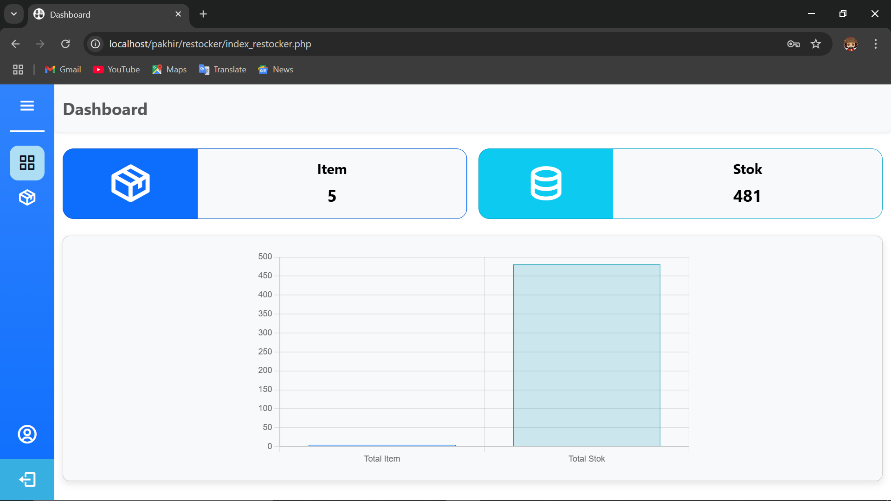 Dashboard
localhost/pakhir/restocker/index_restocker.php
Gmail YouTube Maps Translate News
Dashboard
Item
5
Stok
481
500
450
400
350
300
250
200
150
100
50
0
Total Item Total Stok